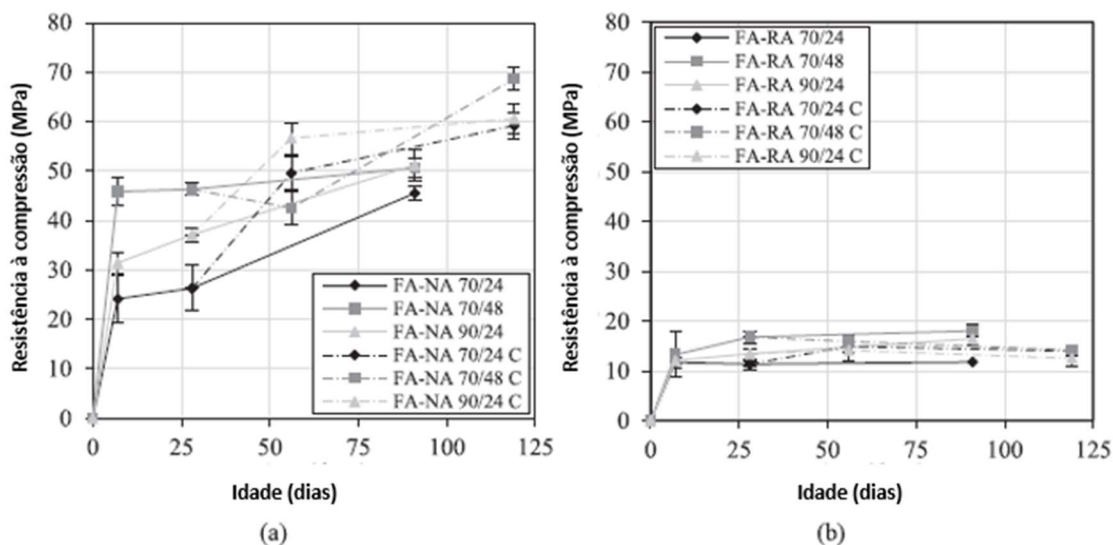 Resistência à compressão (MPa)
80
70
60
50
40
30
20
10
0
FA-NA 70/24
FA-NA 70/48
FA-NA 90/24
FA-NA 70/24 C
FA-NA 70/48 C
FA-NA 90/24 C
0 25 50 75 100 125
Idade (dias)
(a)
Resistência à compressão (MPa)
80
70
60
50
40
30
20
10
0
FA-RA 70/24
FA-RA 70/48
FA-RA 90/24
FA-RA 70/24 C
FA-RA 70/48 C
FA-RA 90/24 C
0 25 50 75 100 125
Idade (dias)
(b)